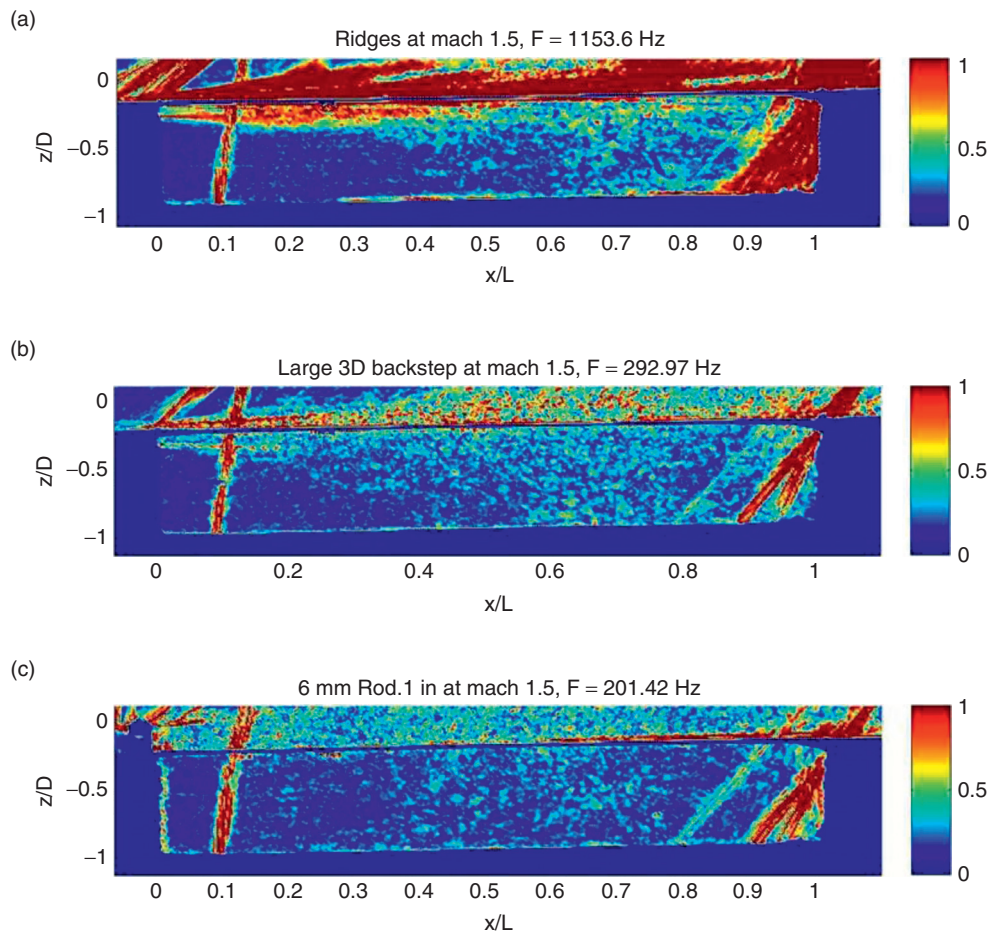 (a)
Ridges at mach 1.5, F = 1153.6 Hz
0
−0.5
−1
z/D
0 0.1 0.2 0.3 0.4 0.5 0.6 0.7 0.8 0.9 1
x/L
1
0.5
0
(b)
Large 3D backstep at mach 1.5, F = 292.97 Hz
0
−0.5
−1
z/D
0 0.2 0.4 0.6 0.8 1
x/L
1
0.5
0
(c)
6 mm Rod.1 in at mach 1.5, F = 201.42 Hz
0
−0.5
−1
z/D
0 0.1 0.2 0.3 0.4 0.5 0.6 0.7 0.8 0.9 1
x/L
1
0.5
0